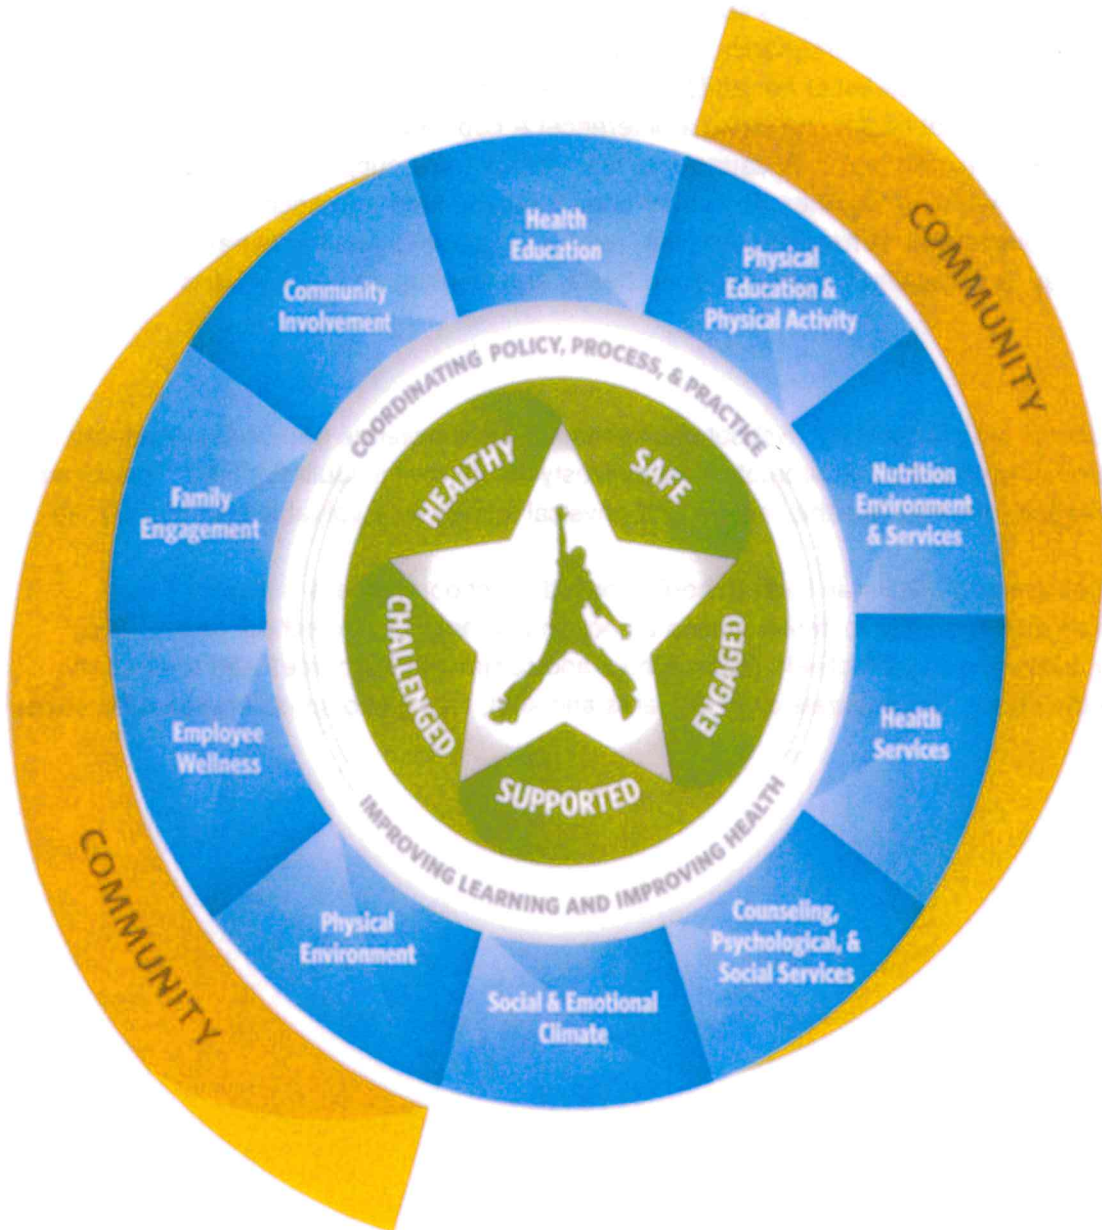 COMMUNITY
Health
Education
Physical
Education &
Physical Activity
Nutrition
Environment
& Services
Health
Services
Counseling,
Psychological, &
Social Services
Social & Emotional
Climate
Physical
Environment
Employee
Wellness
Family
Engagement
Community
Involvement
COORDINATING POLICY, PROCESS, & PRACTICE
IMPROVING LEARNING AND IMPROVING HEALTH
HEALTHY
SAFE
ENGAGED
SUPPORTED
CHALLENGED
COMMUNITY